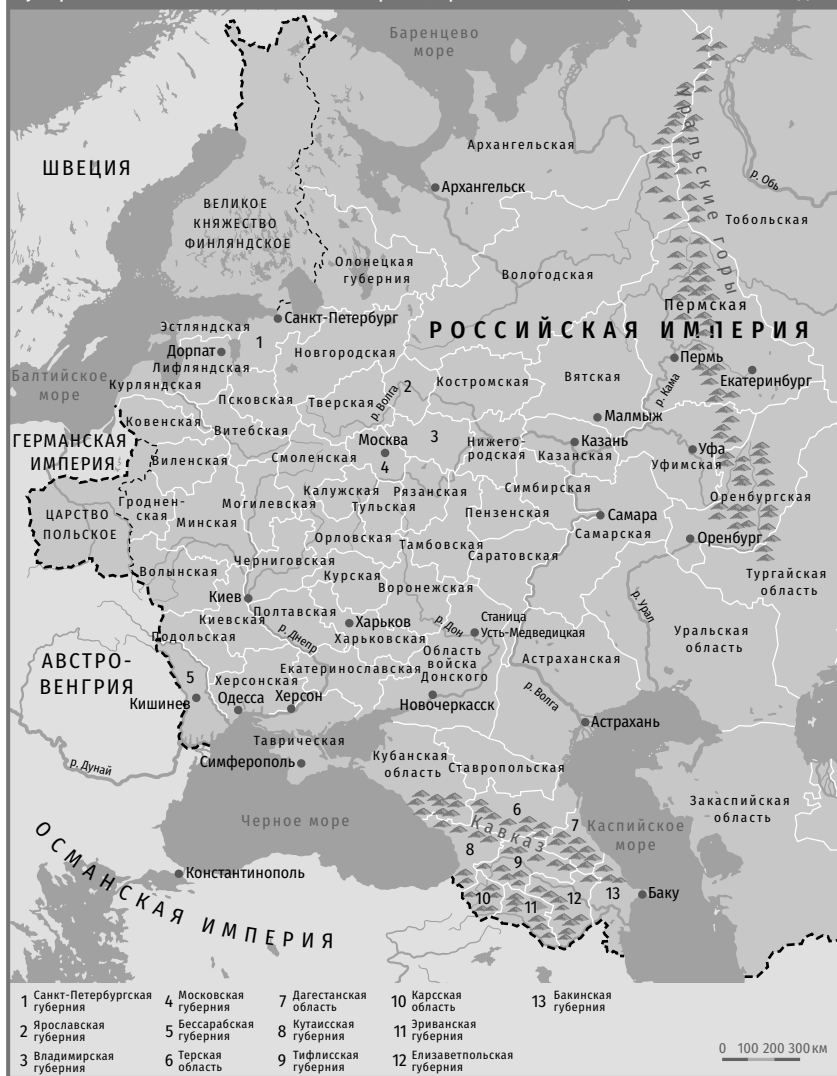 Баренцево
море
ШВЕЦИЯ
Архангельская
Архангельск
Уральские горы
р. Обь
Тобольская
ВЕЛИКОЕ
КНЯЖЕСТВО
ФИНЛЯНДСКОЕ
Олонецкая
губерния
Вологодская
Пермская
РОССИЙСКАЯ ИМПЕРИЯ
Санкт-Петербург
Эстляндская
1
Дорпат
Лифляндская
Новгородская
Пермь
Екатеринбург
р. Кама
Балтийское
море
Курляндская
Псковская
Тверская
р. Волга
2
Костромская
Вятская
Малмыж
Ковенская
Витебская
ГЕРМАНСКАЯ
ИМПЕРИЯ
Виленская
Смоленская
Москва
4
3
Нижего-
родская
Казань
Казанская
Уфа
Уфимская
Оренбургская
ЦАРСТВО
ПОЛЬСКОЕ
Гроднен-
ская
Минская
Могилевская
Калужская
Тульская
Рязанская
Симбирская
Пензенская
Самара
Самарская
Оренбург
Орловская
Тамбовская
Саратовская
Волынская
Черниговская
Курская
Воронежская
Тургайская
область
Киев
Киевская
Полтавская
Харьков
Харьковская
р. Дон
Станица
Усть-Медведицкая
р. Урал
Уральская
область
Подольская
р. Днепр
АВСТРО-
ВЕНГРИЯ
5
Кишинев
Екатеринославская
Херсонская
Одесса
Херсон
Область
войска
Донского
Новочеркасск
Астраханская
р. Волга
Астрахань
р. Дунай
Таврическая
Симферополь
Кубанская
область
Ставропольская
Черное море
Кавказ
6
7
Каспийское
море
Закаспийская
область
8
9
10
11
12
13
Баку
ОСМАНСКАЯ ИМПЕРИЯ
Константинополь
1 Санкт-Петербургская
губерния
2 Ярославская
губерния
3 Владимирская
губерния
4 Московская
губерния
5 Бессарабская
губерния
6 Терская
область
7 Дагестанская
область
8 Кутаисская
губерния
9 Тифлисская
губерния
10 Карсская
область
11 Эриванская
губерния
12 Елизаветпольская
губерния
13 Бакинская
губерния
0 100 200 300 км